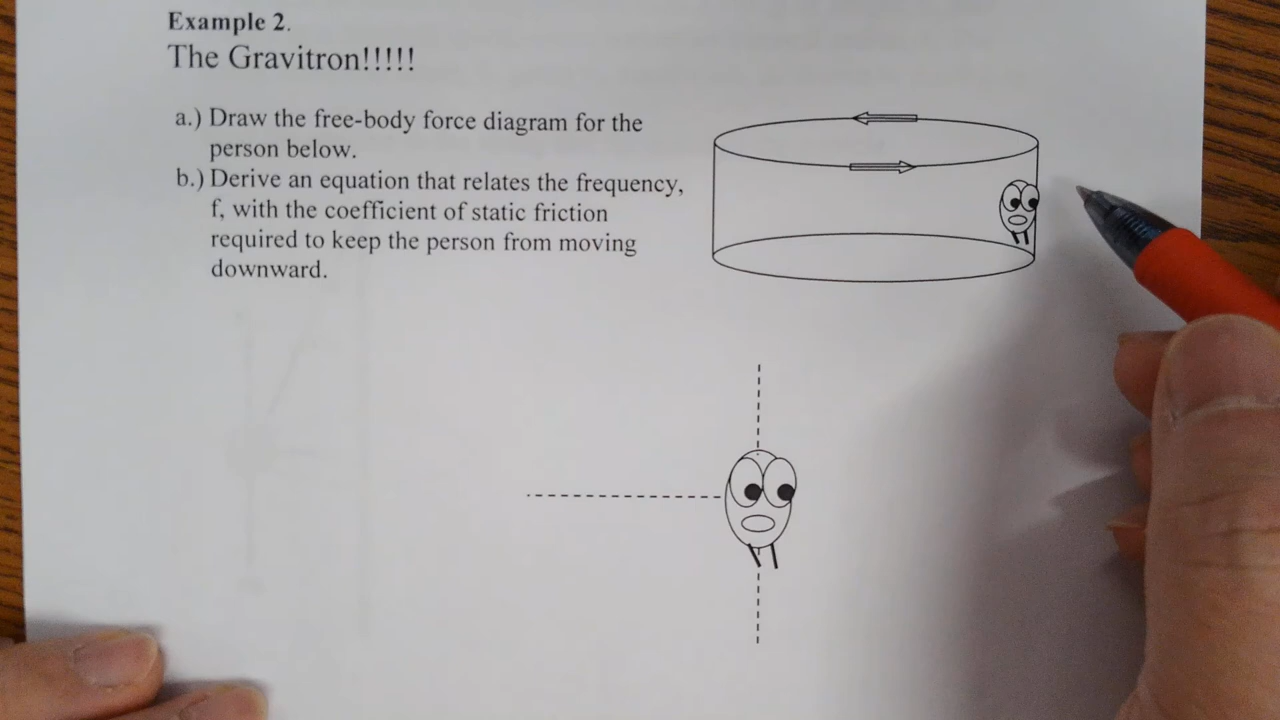 Example 2.
The Gravitron!!!!!
a.) Draw the free-body force diagram for the
person below.
b.) Derive an equation that relates the frequency,
f, with the coefficient of static friction
required to keep the person from moving
downward.